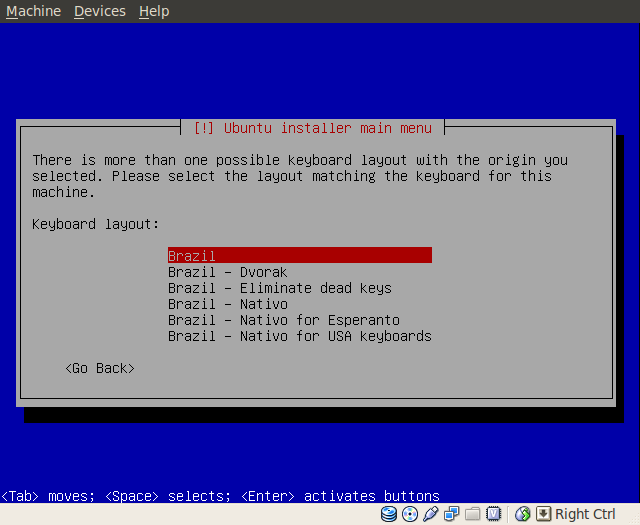 Machine Devices Help
[!] Ubuntu installer main menu
There is more than one possible keyboard layout with the origin you
selected. Please select the layout matching the keyboard for this
machine.
Keyboard layout:
Brazil
Brazil - Dvorak
Brazil - Eliminate dead keys
Brazil - Nativo
Brazil - Nativo for Esperanto
Brazil - Nativo for USA keyboards
<Go Back>
<Tab> moves; <Space> selects; <Enter> activates buttons
Right Ctrl